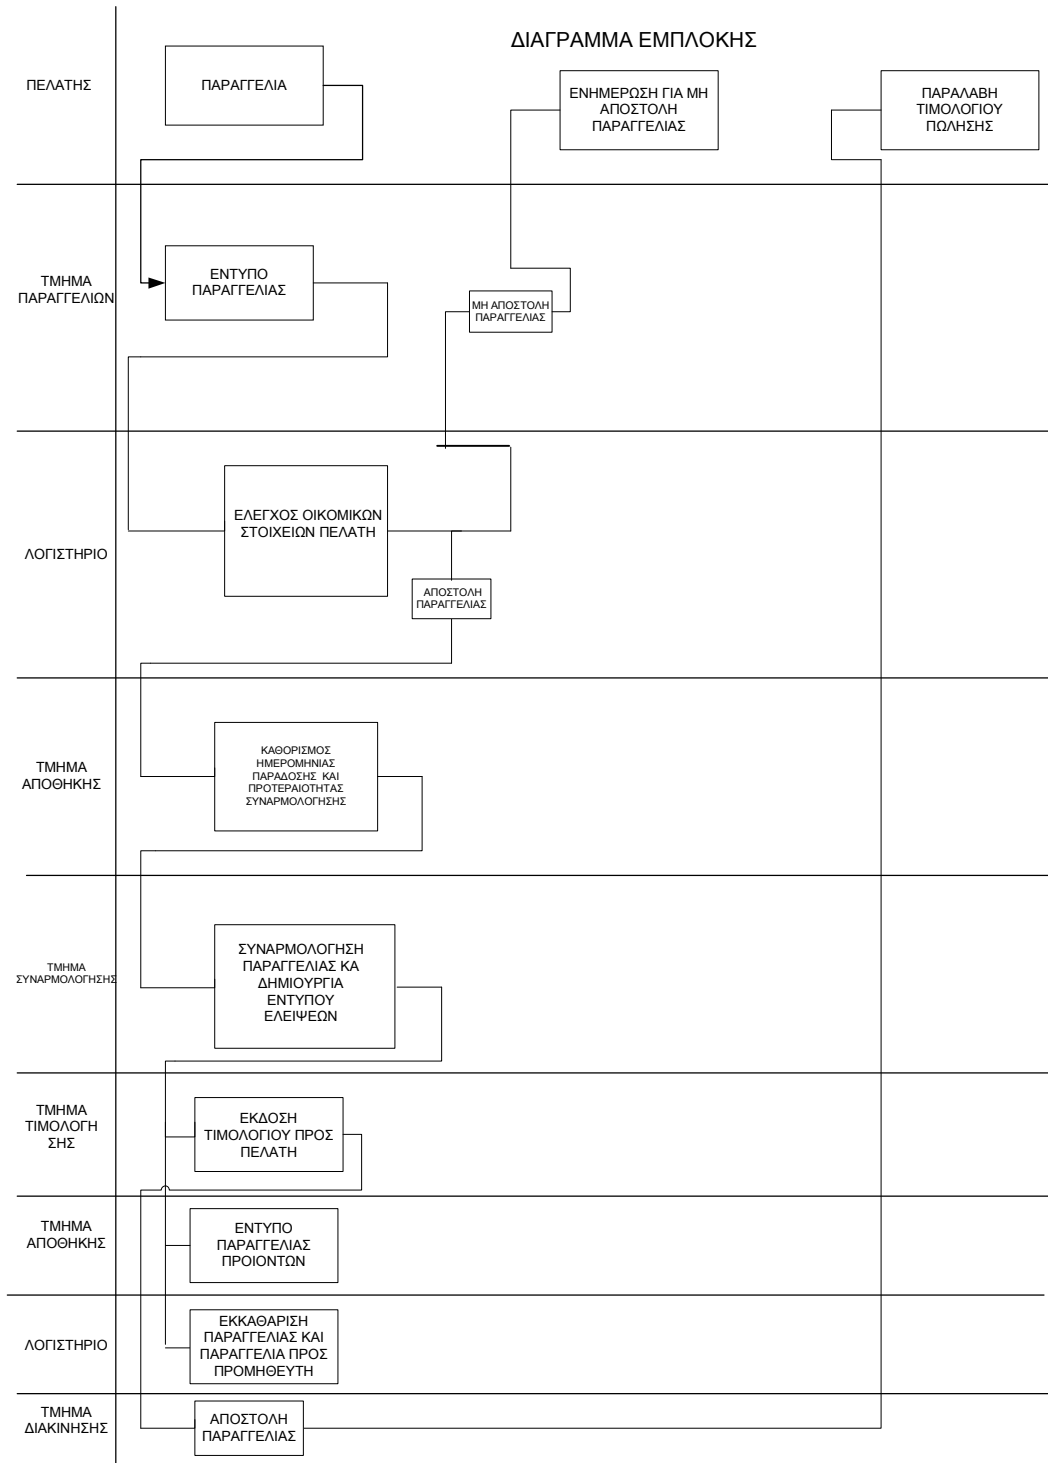 ΔΙΑΓΡΑΜΜΑ ΕΜΠΛΟΚΗΣ
ΠΕΛΑΤΗΣ
ΠΑΡΑΓΓΕΛΙΑ
ΕΝΗΜΕΡΩΣΗ ΓΙΑ ΜΗ
ΑΠΟΣΤΟΛΗ
ΠΑΡΑΓΓΕΛΙΑΣ
ΠΑΡΑΛΑΒΗ
ΤΙΜΟΛΟΓΙΟΥ
ΠΩΛΗΣΗΣ
ΤΜΗΜΑ
ΠΑΡΑΓΓΕΛΙΩΝ
ΕΝΤΥΠΟ
ΠΑΡΑΓΓΕΛΙΑΣ
ΜΗ ΑΠΟΣΤΟΛΗ
ΠΑΡΑΓΓΕΛΙΑΣ
ΛΟΓΙΣΤΗΡΙΟ
ΕΛΕΓΧΟΣ ΟΙΚΟΜΙΚΩΝ
ΣΤΟΙΧΕΙΩΝ ΠΕΛΑΤΗ
ΑΠΟΣΤΟΛΗ
ΠΑΡΑΓΓΕΛΙΑΣ
ΤΜΗΜΑ
ΑΠΟΘΗΚΗΣ
ΚΑΘΟΡΙΣΜΟΣ
ΗΜΕΡΟΜΗΝΙΑΣ
ΠΑΡΑΔΟΣΗΣ ΚΑΙ
ΠΡΟΤΕΡΑΙΟΤΗΤΑΣ
ΣΥΝΑΡΜΟΛΟΓΗΣΗΣ
ΤΜΗΜΑ
ΣΥΝΑΡΜΟΛΟΓΗΣΗΣ
ΣΥΝΑΡΜΟΛΟΓΗΣΗ
ΠΑΡΑΓΓΕΛΙΑΣ ΚΑ
ΔΗΜΙΟΥΡΓΙΑ
ΕΝΤΥΠΟΥ
ΕΛΕΙΨΕΩΝ
ΤΜΗΜΑ
ΤΙΜΟΛΟΓΗ
ΣΗΣ
ΕΚΔΟΣΗ
ΤΙΜΟΛΟΓΙΟΥ ΠΡΟΣ
ΠΕΛΑΤΗ
ΤΜΗΜΑ
ΑΠΟΘΗΚΗΣ
ΕΝΤΥΠΟ
ΠΑΡΑΓΓΕΛΙΑΣ
ΠΡΟΙΟΝΤΩΝ
ΛΟΓΙΣΤΗΡΙΟ
ΕΚΚΑΘΑΡΙΣΗ
ΠΑΡΑΓΓΕΛΙΑΣ ΚΑΙ
ΠΑΡΑΓΓΕΛΙΑ ΠΡΟΣ
ΠΡΟΜΗΘΕΥΤΗ
ΤΜΗΜΑ
ΔΙΑΚΙΝΗΣΗΣ
ΑΠΟΣΤΟΛΗ
ΠΑΡΑΓΓΕΛΙΑΣ